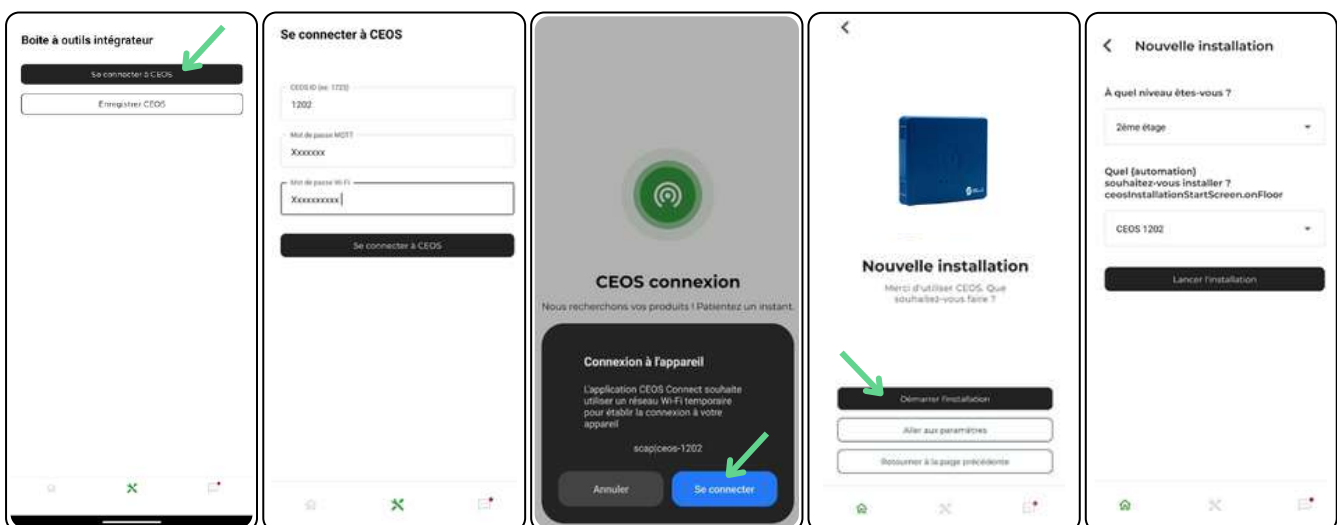 Boite à outils intégrateur
Se connecter à CEOS
Enregistrer CEOS
Se connecter à CEOS
CEOS ID (ex: 1723)
1202
Mot de passe MQTT
Xxxxxxx
Mot de passe Wi-Fi
Xxxxxxxxxx
Se connecter à CEOS
CEOS connexion
Nous recherchons vos produits ! Patientez un instant.
Connexion à l'appareil
L'application CEOS Connect souhaite
utiliser un réseau Wi-Fi temporaire
pour établir la connexion à votre
appareil
scap|ceos-1202
Annuler
Se connecter
Nouvelle installation
Merci d'utiliser CEOS. Que
souhaitez-vous faire ?
Démarrer l'installation
Aller aux paramètres
Retourner à la page précédente
Nouvelle installation
À quel niveau êtes-vous ?
2ème étage
Quel (automation)
souhaitez-vous installer ?
ceosInstallationStartScreen.onFloor
CEOS 1202
Lancer l'installation